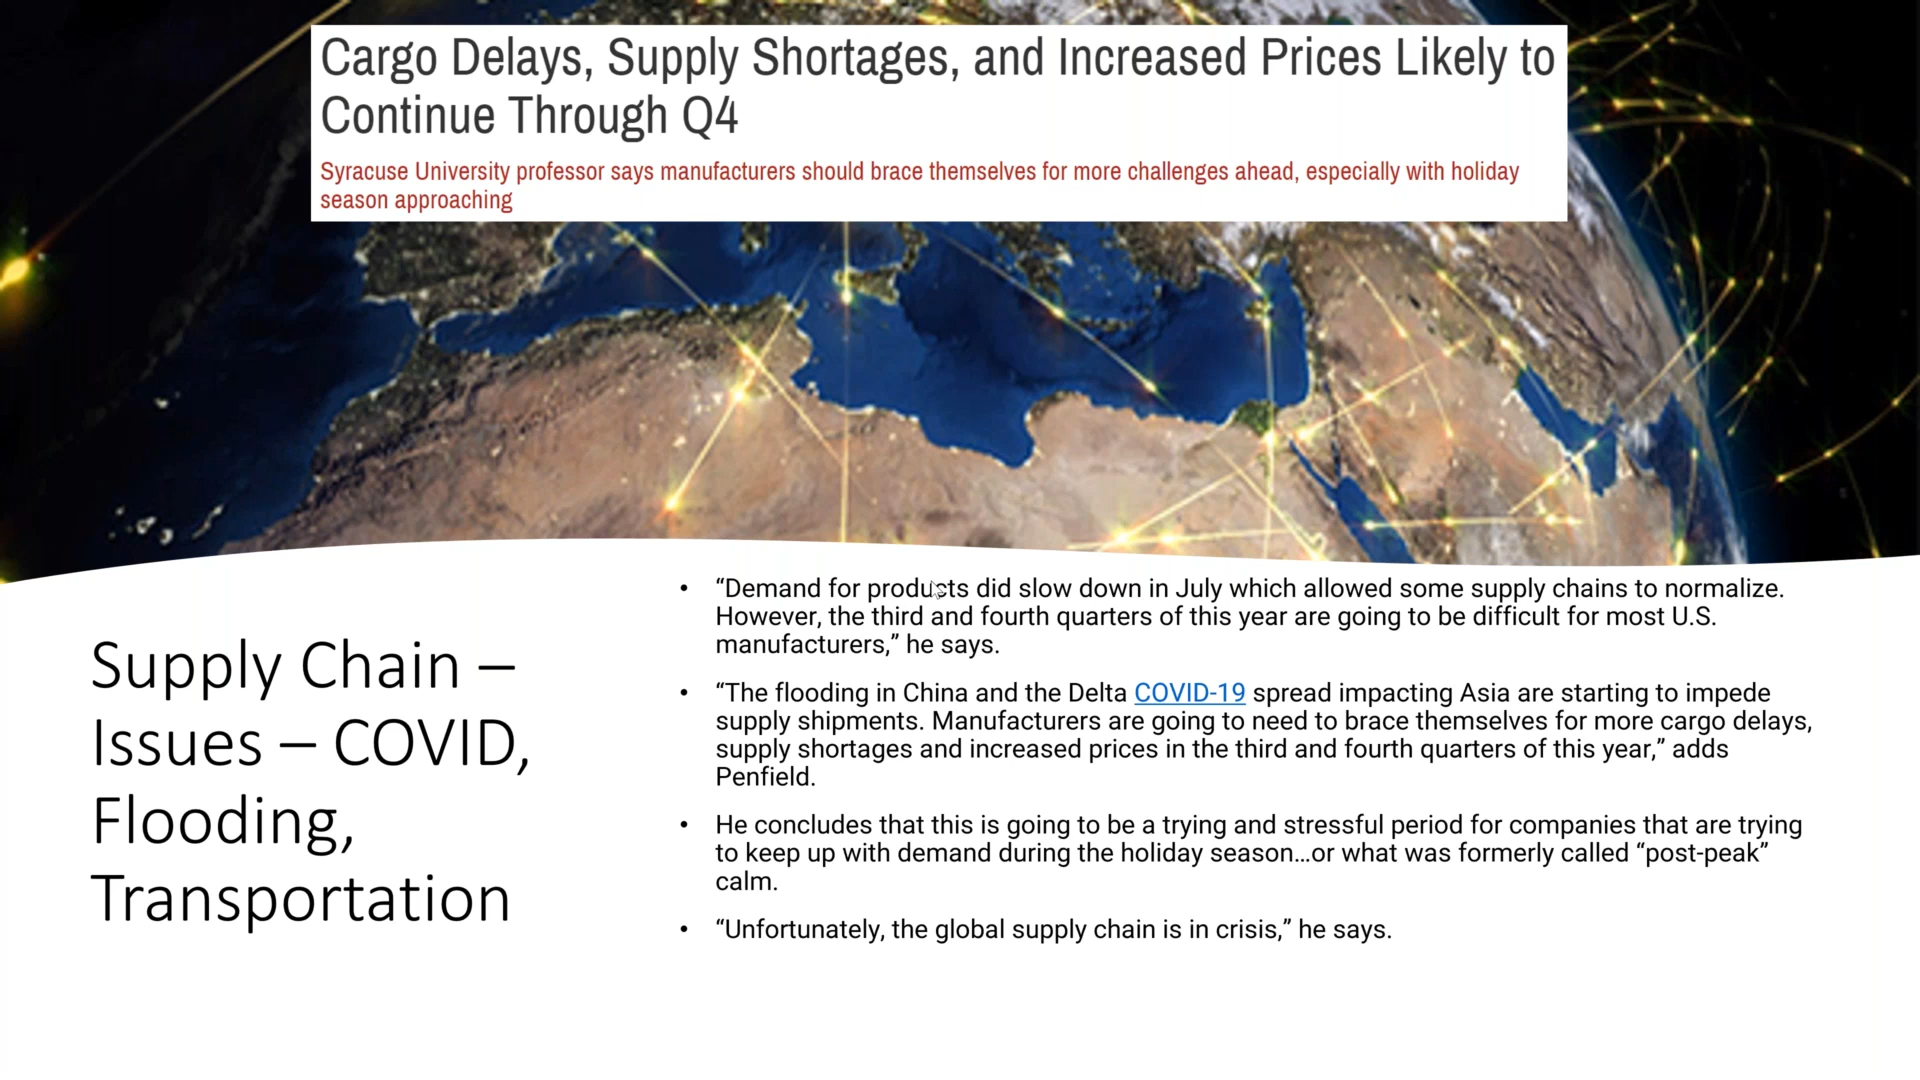 Cargo Delays, Supply Shortages, and Increased Prices Likely to
Continue Through Q4
Syracuse University professor says manufacturers should brace themselves for more challenges ahead, especially with holiday
season approaching
Supply Chain –
Issues – COVID,
Flooding,
Transportation
• “Demand for products did slow down in July which allowed some supply chains to normalize.
However, the third and fourth quarters of this year are going to be difficult for most U.S.
manufacturers,” he says.
• “The flooding in China and the Delta COVID-19 spread impacting Asia are starting to impede
supply shipments. Manufacturers are going to need to brace themselves for more cargo delays,
supply shortages and increased prices in the third and fourth quarters of this year,” adds
Penfield.
• He concludes that this is going to be a trying and stressful period for companies that are trying
to keep up with demand during the holiday season…or what was formerly called “post-peak”
calm.
• “Unfortunately, the global supply chain is in crisis,” he says.